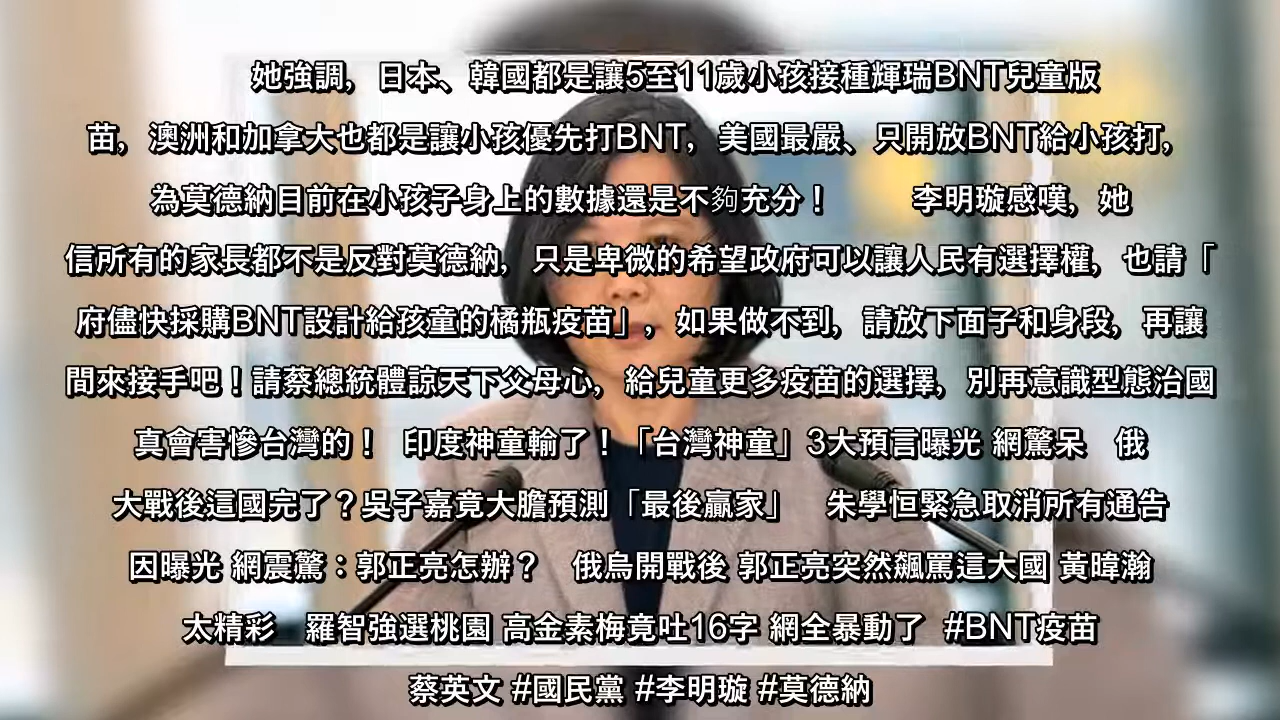 她強調，日本、韓國都是讓5至11歲小孩接種輝瑞BNT兒童版
苗，澳洲和加拿大也都是讓小孩優先打BNT，美國最嚴、只開放BNT給小孩打，
為莫德納目前在小孩子身上的數據還是不夠充分！ 李明璇感嘆，她
信所有的家長都不是反對莫德納，只是卑微的希望政府可以讓人民有選擇權，也請「
府儘快採購BNT設計給孩童的橘瓶疫苗」，如果做不到，請放下面子和身段，再讓
間來接手吧！請蔡總統體諒天下父母心，給兒童更多疫苗的選擇，別再意識型態治國
真會害慘台灣的！ 印度神童輸了！「台灣神童」3大預言曝光 網驚呆 俄
大戰後這國完了？吳子嘉竟大膽預測「最後贏家」 朱學恒緊急取消所有通告
因曝光 網震驚：郭正亮怎辦？ 俄烏開戰後 郭正亮突然飆罵這大國 黃暐瀚
太精彩 羅智強選桃園 高金素梅竟吐16字 網全暴動了 #BNT疫苗
蔡英文 #國民黨 #李明璇 #莫德納